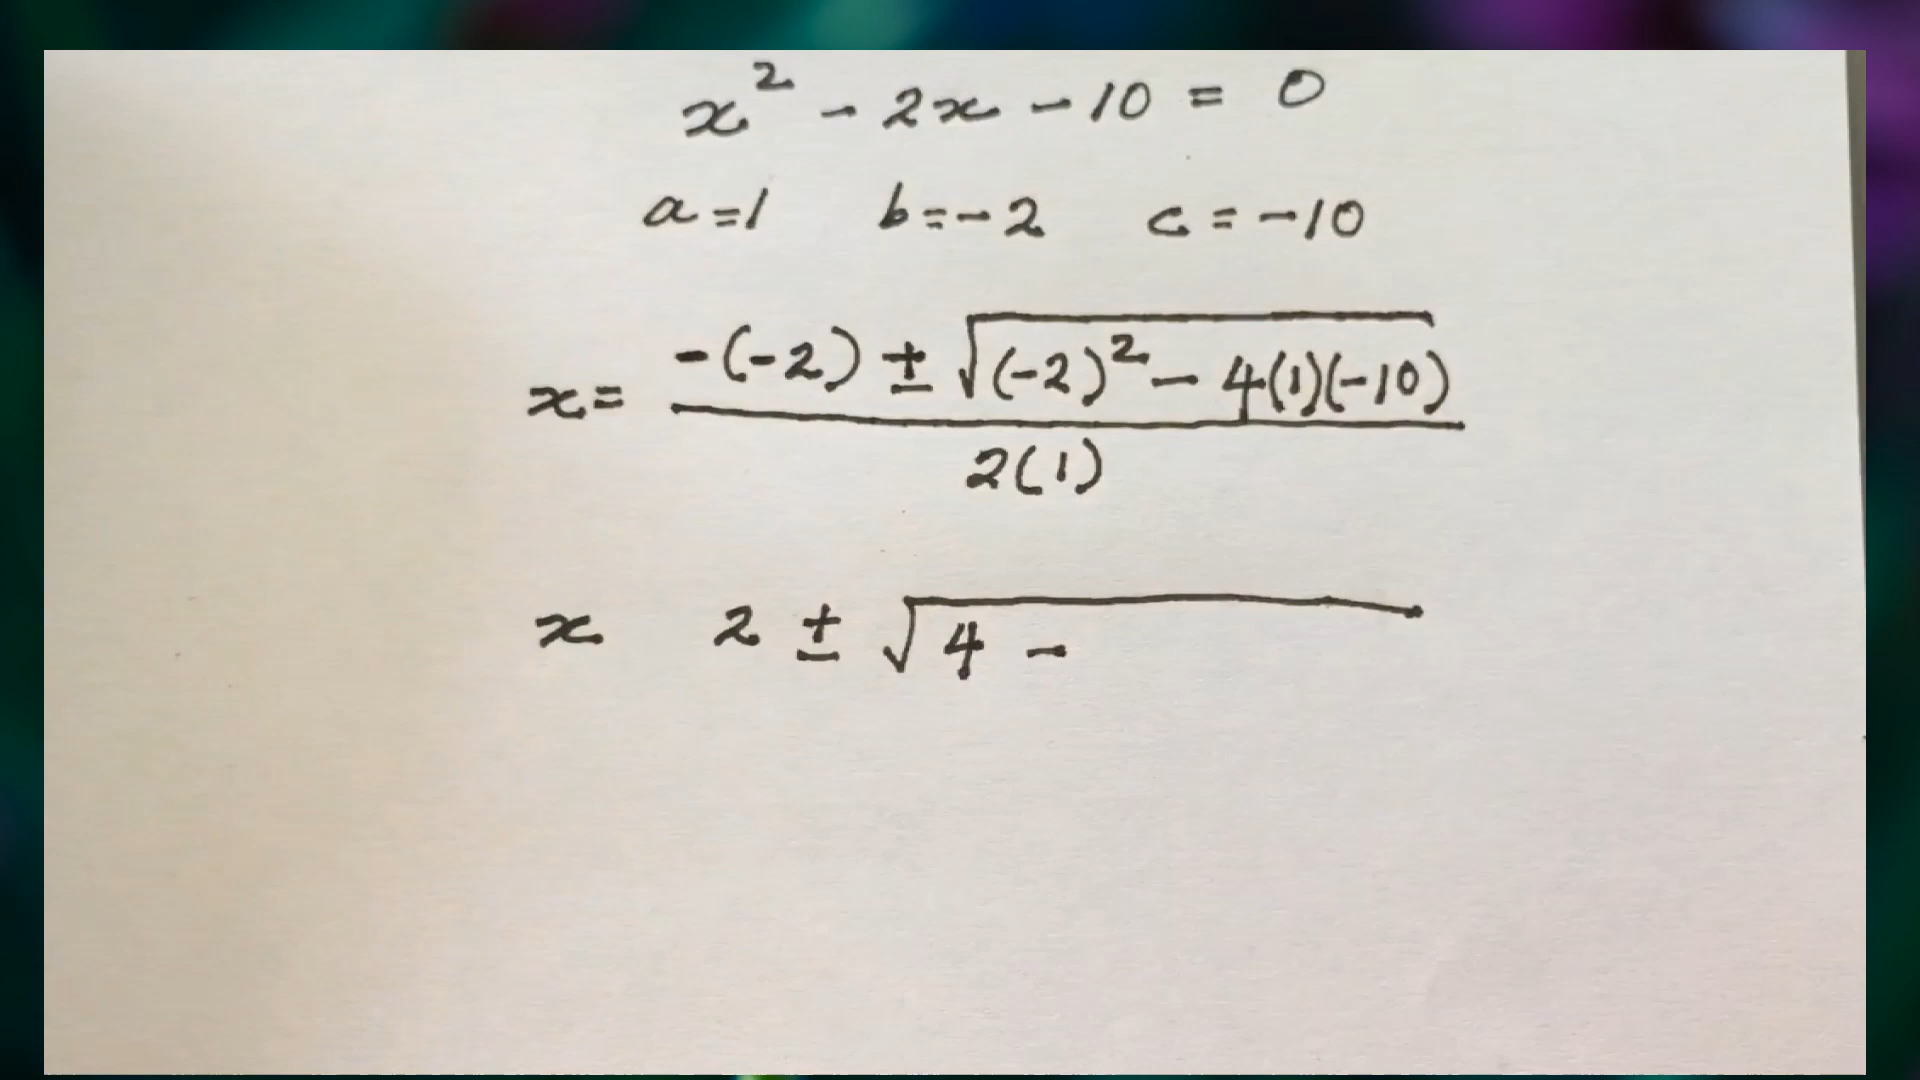 x² - 2x - 10 = 0
a = 1 b = -2 c = -10
x = -(-2) ± √(-2)² - 4(1)(-10)
2(1)
x 2 ± √4 -